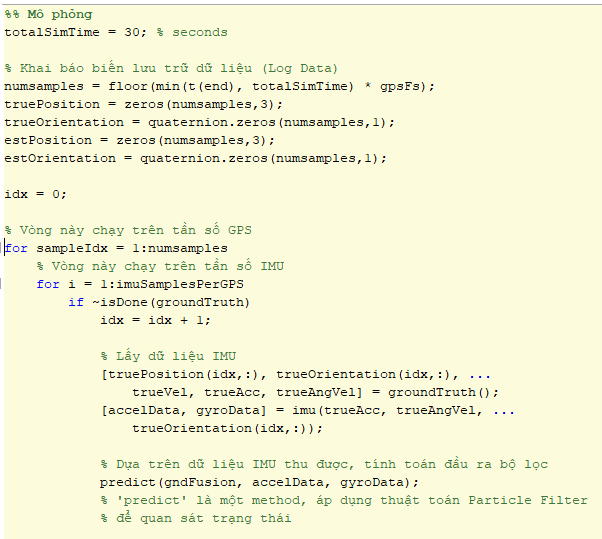 %% Mô phỏng
totalSimTime = 30; % seconds
% Khai báo biến lưu trữ dữ liệu (Log Data)
numsamples = floor(min(t(end), totalSimTime) * gpsFs);
truePosition = zeros(numsamples,3);
trueOrientation = quaternion.zeros(numsamples,1);
estPosition = zeros(numsamples,3);
estOrientation = quaternion.zeros(numsamples,1);
idx = 0;
% Vòng này chạy trên tần số GPS
for sampleIdx = 1:numsamples
% Vòng này chạy trên tần số IMU
for i = 1:imuSamplesPerGPS
if ~isDone(groundTruth)
idx = idx + 1;
% Lấy dữ liệu IMU
[truePosition(idx,:), trueOrientation(idx,:), ...
trueVel, trueAcc, trueAngVel] = groundTruth();
[accelData, gyroData] = imu(trueAcc, trueAngVel, ...
trueOrientation(idx,:));
% Dựa trên dữ liệu IMU thu được, tính toán đầu ra bộ lọc
predict(gndFusion, accelData, gyroData);
% 'predict' là một method, áp dụng thuật toán Particle Filter
% để quan sát trạng thái